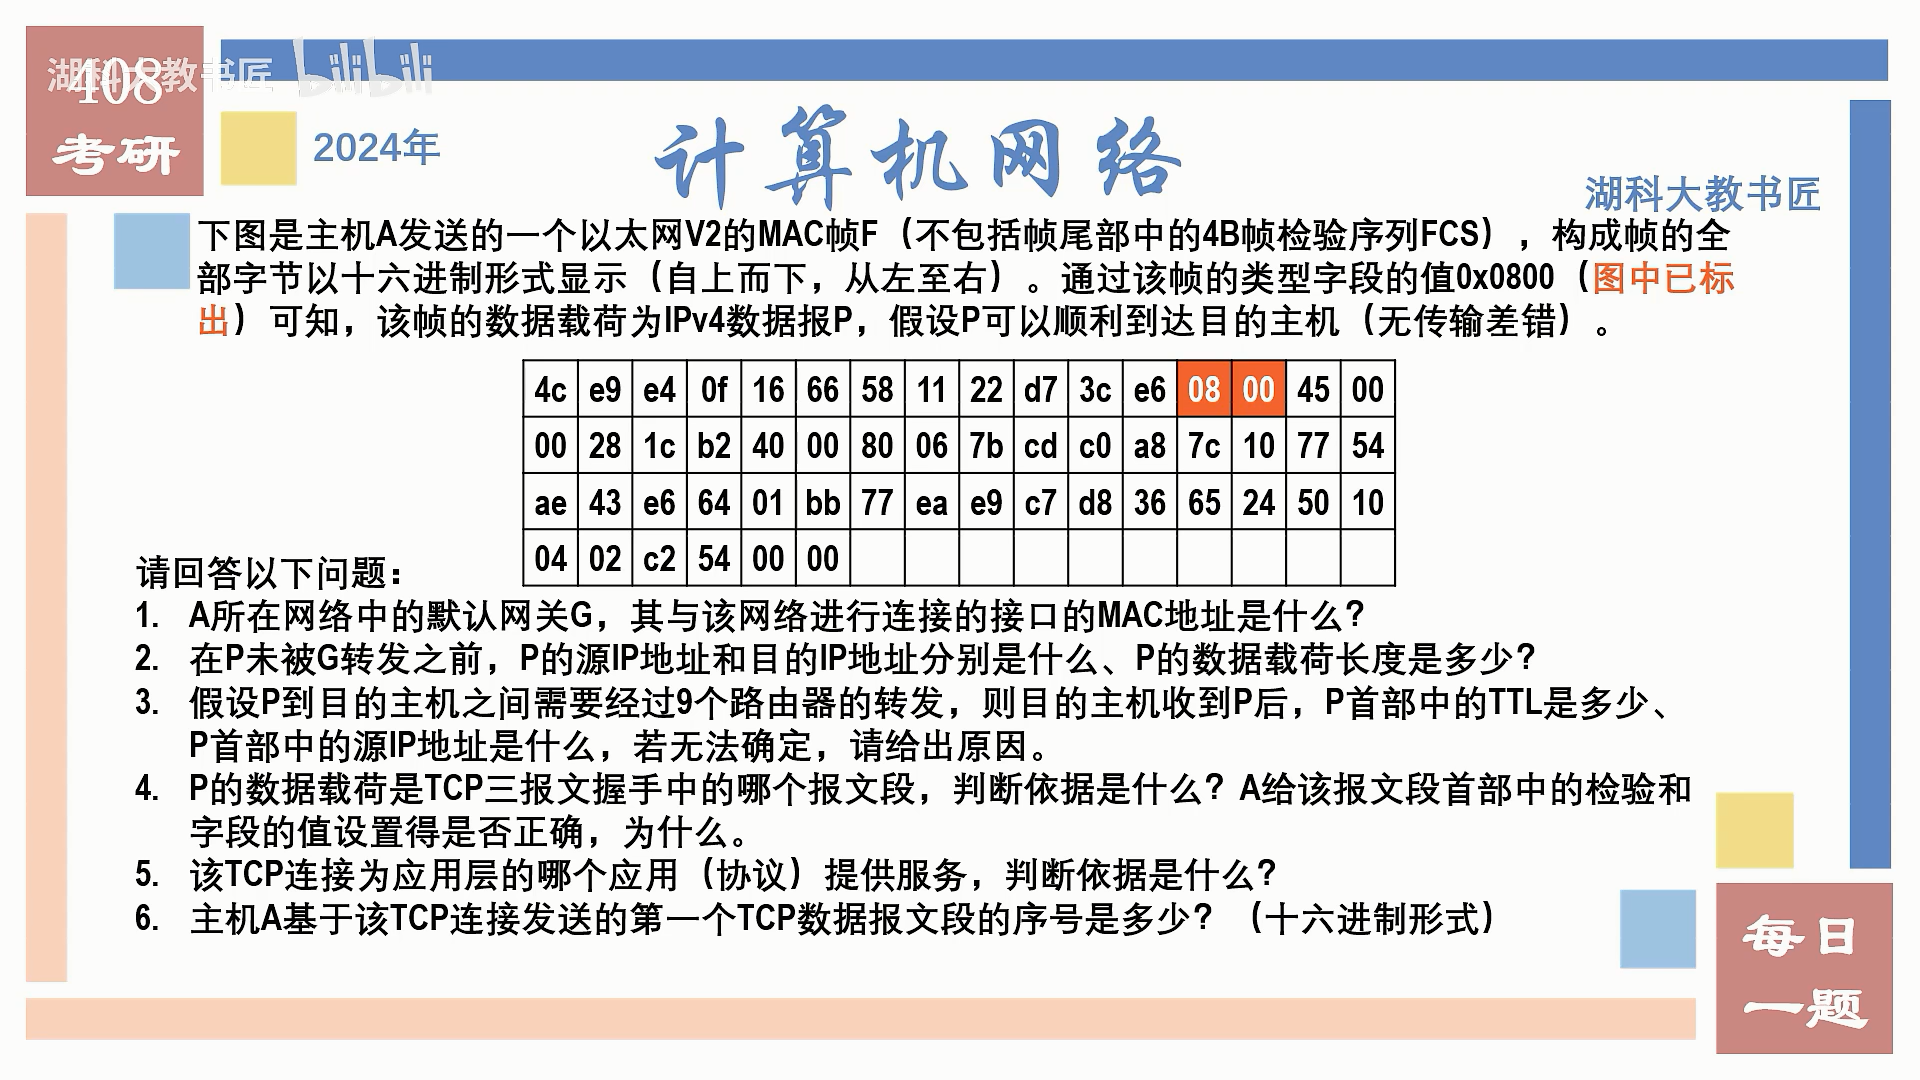 408
湖科大教书匠 bilibili
考研
2024年
计算机网络
湖科大教书匠
下图是主机A发送的一个以太网V2的MAC帧F（不包括帧尾部中的4B帧检验序列FCS），构成帧的全
部字节以十六进制形式显示（自上而下，从左至右）。通过该帧的类型字段的值0x0800（图中已标
出）可知，该帧的数据载荷为IPv4数据报P，假设P可以顺利到达目的主机（无传输差错）。
4c e9 e4 0f 16 66 58 11 22 d7 3c e6 08 00 45 00
00 28 1c b2 40 00 80 06 7b cd c0 a8 7c 10 77 54
ae 43 e6 64 01 bb 77 ea e9 c7 d8 36 65 24 50 10
04 02 c2 54 00 00
请回答以下问题：
1. A所在网络中的默认网关G，其与该网络进行连接的接口的MAC地址是什么？
2. 在P未被G转发之前，P的源IP地址和目的IP地址分别是什么、P的数据载荷长度是多少？
3. 假设P到目的主机之间需要经过9个路由器的转发，则目的主机收到P后，P首部中的TTL是多少、
P首部中的源IP地址是什么，若无法确定，请给出原因。
4. P的数据载荷是TCP三报文握手中的哪个报文段，判断依据是什么？A给该报文段首部中的检验和
字段的值设置得是否正确，为什么。
5. 该TCP连接为应用层的哪个应用（协议）提供服务，判断依据是什么？
6. 主机A基于该TCP连接发送的第一个TCP数据报文段的序号是多少？（十六进制形式）
每日
一题